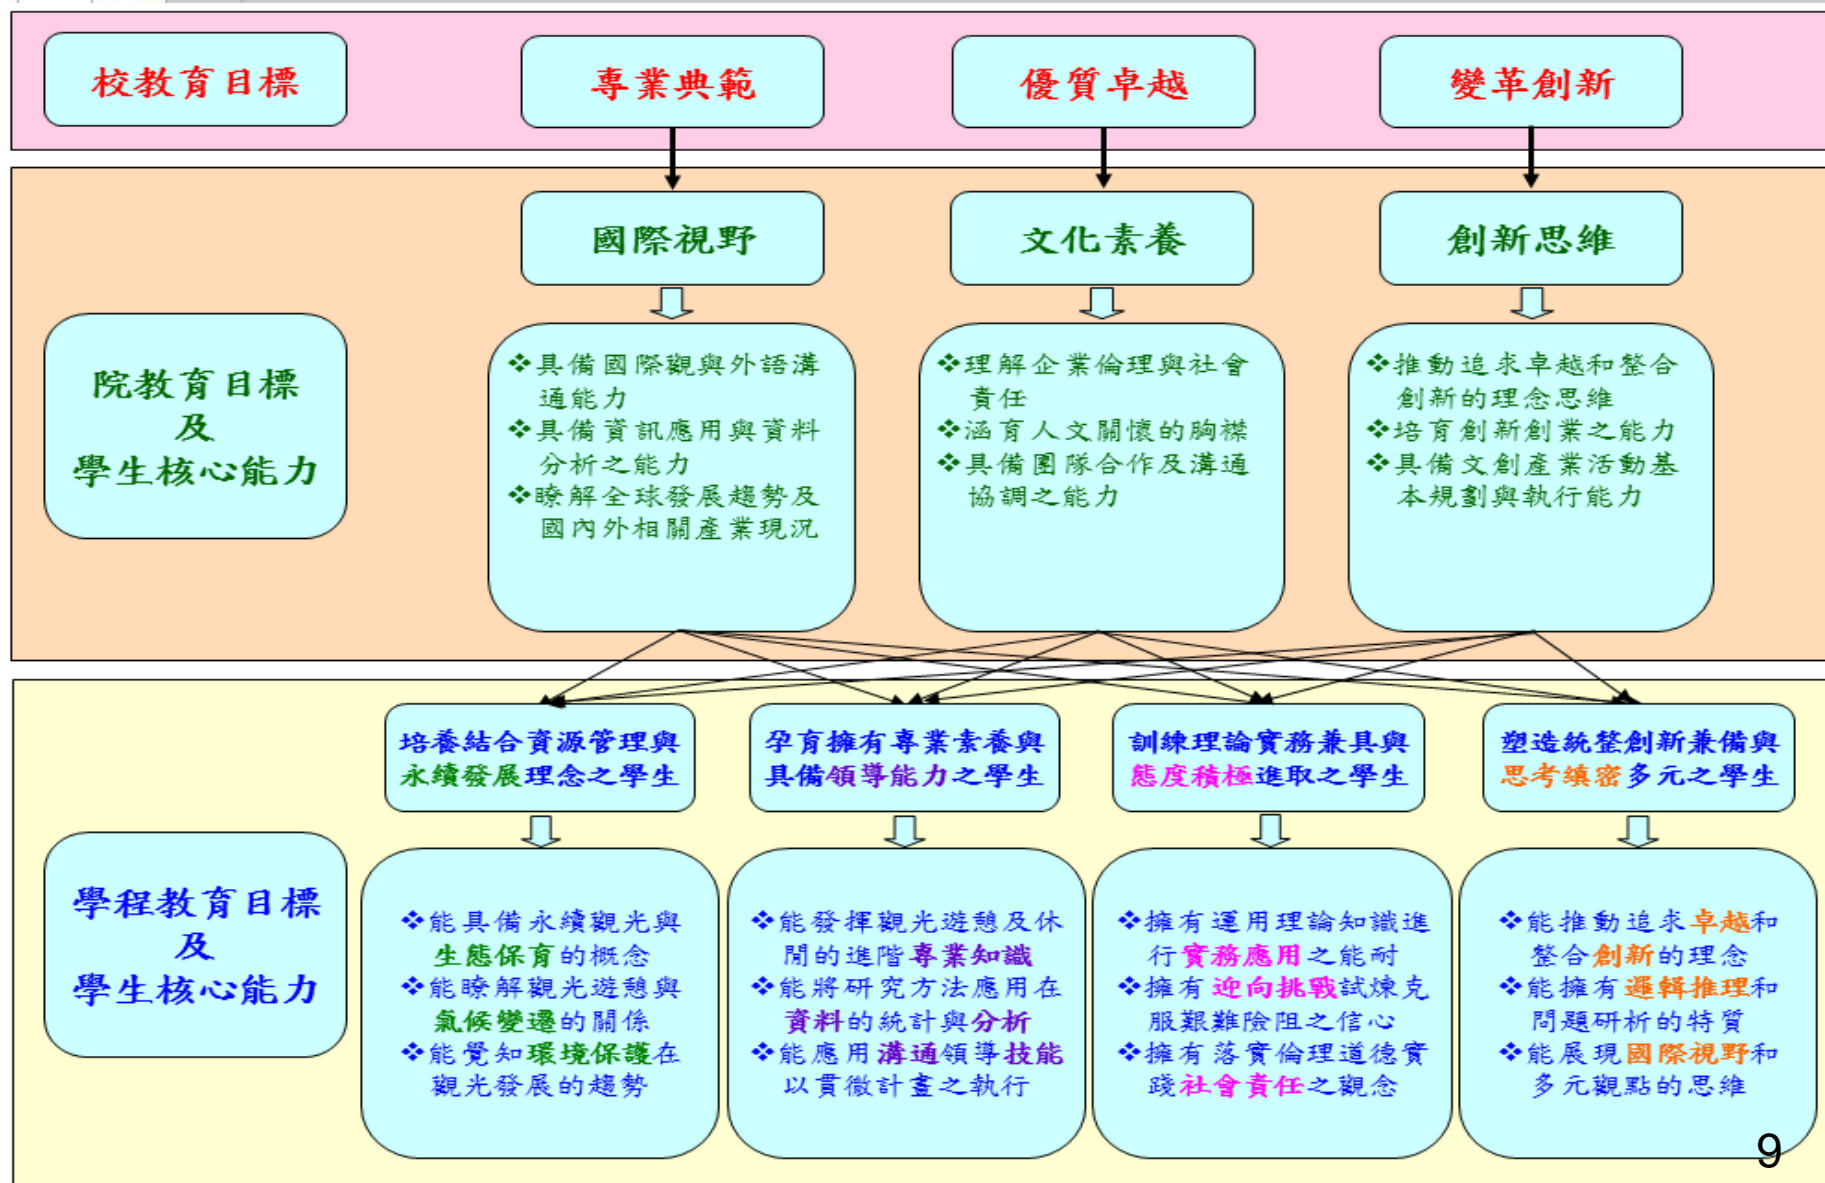 校教育目標
專業典範
優質卓越
變革創新
國際視野
文化素養
創新思維
院教育目標
及
學生核心能力
❖具備國際觀與外語溝
通能力
❖具備資訊應用與資料
分析之能力
❖瞭解全球發展趨勢及
國內外相關產業現況
❖理解企業倫理與社會
責任
❖涵育人文關懷的胸襟
❖具備團隊合作及溝通
協調之能力
❖推動追求卓越和整合
創新的理念思維
❖培育創新創業之能力
❖具備文創產業活動基
本規劃與執行能力
培養結合資源管理與
永續發展理念之學生
孕育擁有專業素養與
具備領導能力之學生
訓練理論實務兼具與
態度積極進取之學生
塑造統整創新兼備與
思考縝密多元之學生
學程教育目標
及
學生核心能力
❖能具備永續觀光與
生態保育的概念
❖能瞭解觀光遊憩與
氣候變遷的關係
❖能覺知環境保護在
觀光發展的趨勢
❖能發揮觀光遊憩及休
閒的進階專業知識
❖能將研究方法應用在
資料的統計與分析
❖能應用溝通領導技能
以貫徹計畫之執行
❖擁有運用理論知識進
行實務應用之能耐
❖擁有迎向挑戰試煉克
服艱難險阻之信心
❖擁有落實倫理道德實
踐社會責任之觀念
❖能推動追求卓越和
整合創新的理念
❖能擁有邏輯推理和
問題研析的特質
❖能展現國際視野和
多元觀點的思維
9